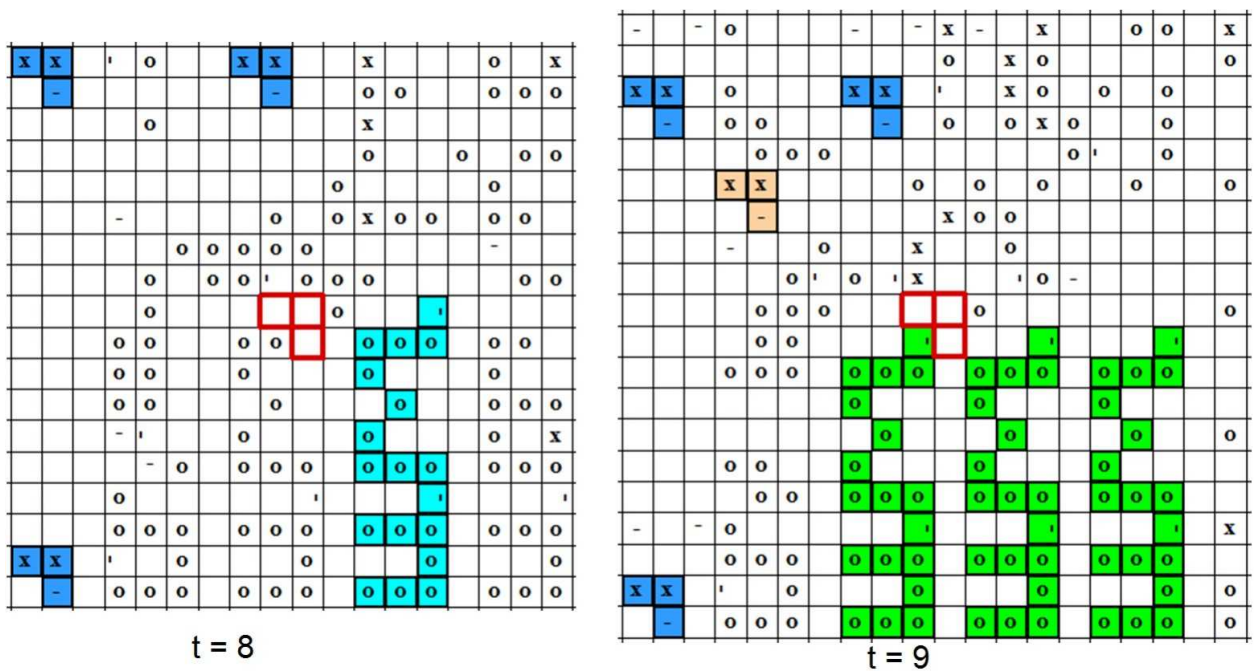 x x ' o x x x o x
- - o o o o o
o x
o o o o
o o
- o o x o o o o
o o o o o -
o o o ' o o o o o
o o '
o o o o o o o o o
o o o o o
o o o o o o o
- ' o o o x
- o o o o o o o o o o
o ' ' '
o o o o o o o o o o o o
x x ' o o o o
- o o o o o o o o o o o o
t = 8
- - o - - x - x o o x
o x o o
x x o x x ' x o o o
- o o - o o x o o
o o o o ' o
x x o o o o o
- x o o
- o x o
o ' o ' x ' o -
o o o o o
o o ' ' '
o o o o o o o o o o o o
o o o
o o o o
o o o o o
o o o o o o o o o o o
- - o ' ' ' x
o o o o o o o o o o o o o
x x ' o o o o o
- o o o o o o o o o o o o o
t = 9